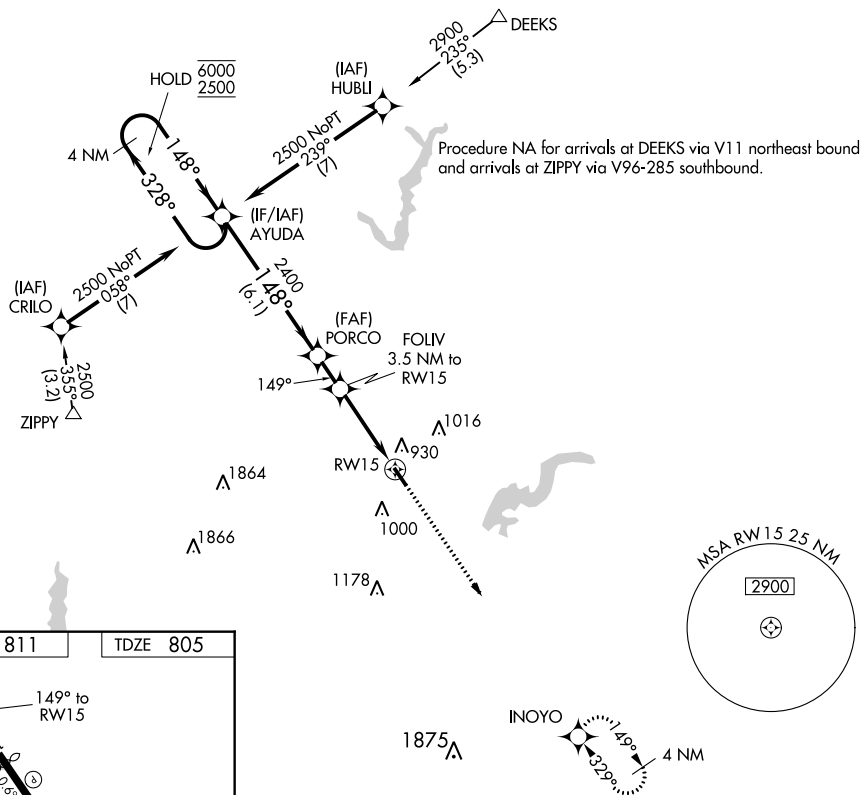 DEEKS
2900
235°
(5.3)
(IAF)
HUBLI
HOLD
6000
2500
4 NM
148°
328°
2500 NoPT
239°
(7)
Procedure NA for arrivals at DEEKS via V11 northeast bound
and arrivals at ZIPPY via V96-285 southbound.
(IF/IAF)
AYUDA
(IAF)
CRILO
2500 NoPT
058°
(7)
2400
148°
(6.1)
2500
355°
(3.2)
ZIPPY
(FAF)
PORCO
FOLIV
3.5 NM to
RW15
149°
1016
930
RW15
1864
1000
1866
1178
MSA RW15 25 NM
2900
811
TDZE 805
149° to
RW15
P
INOYO
149°
329°
4 NM
1875